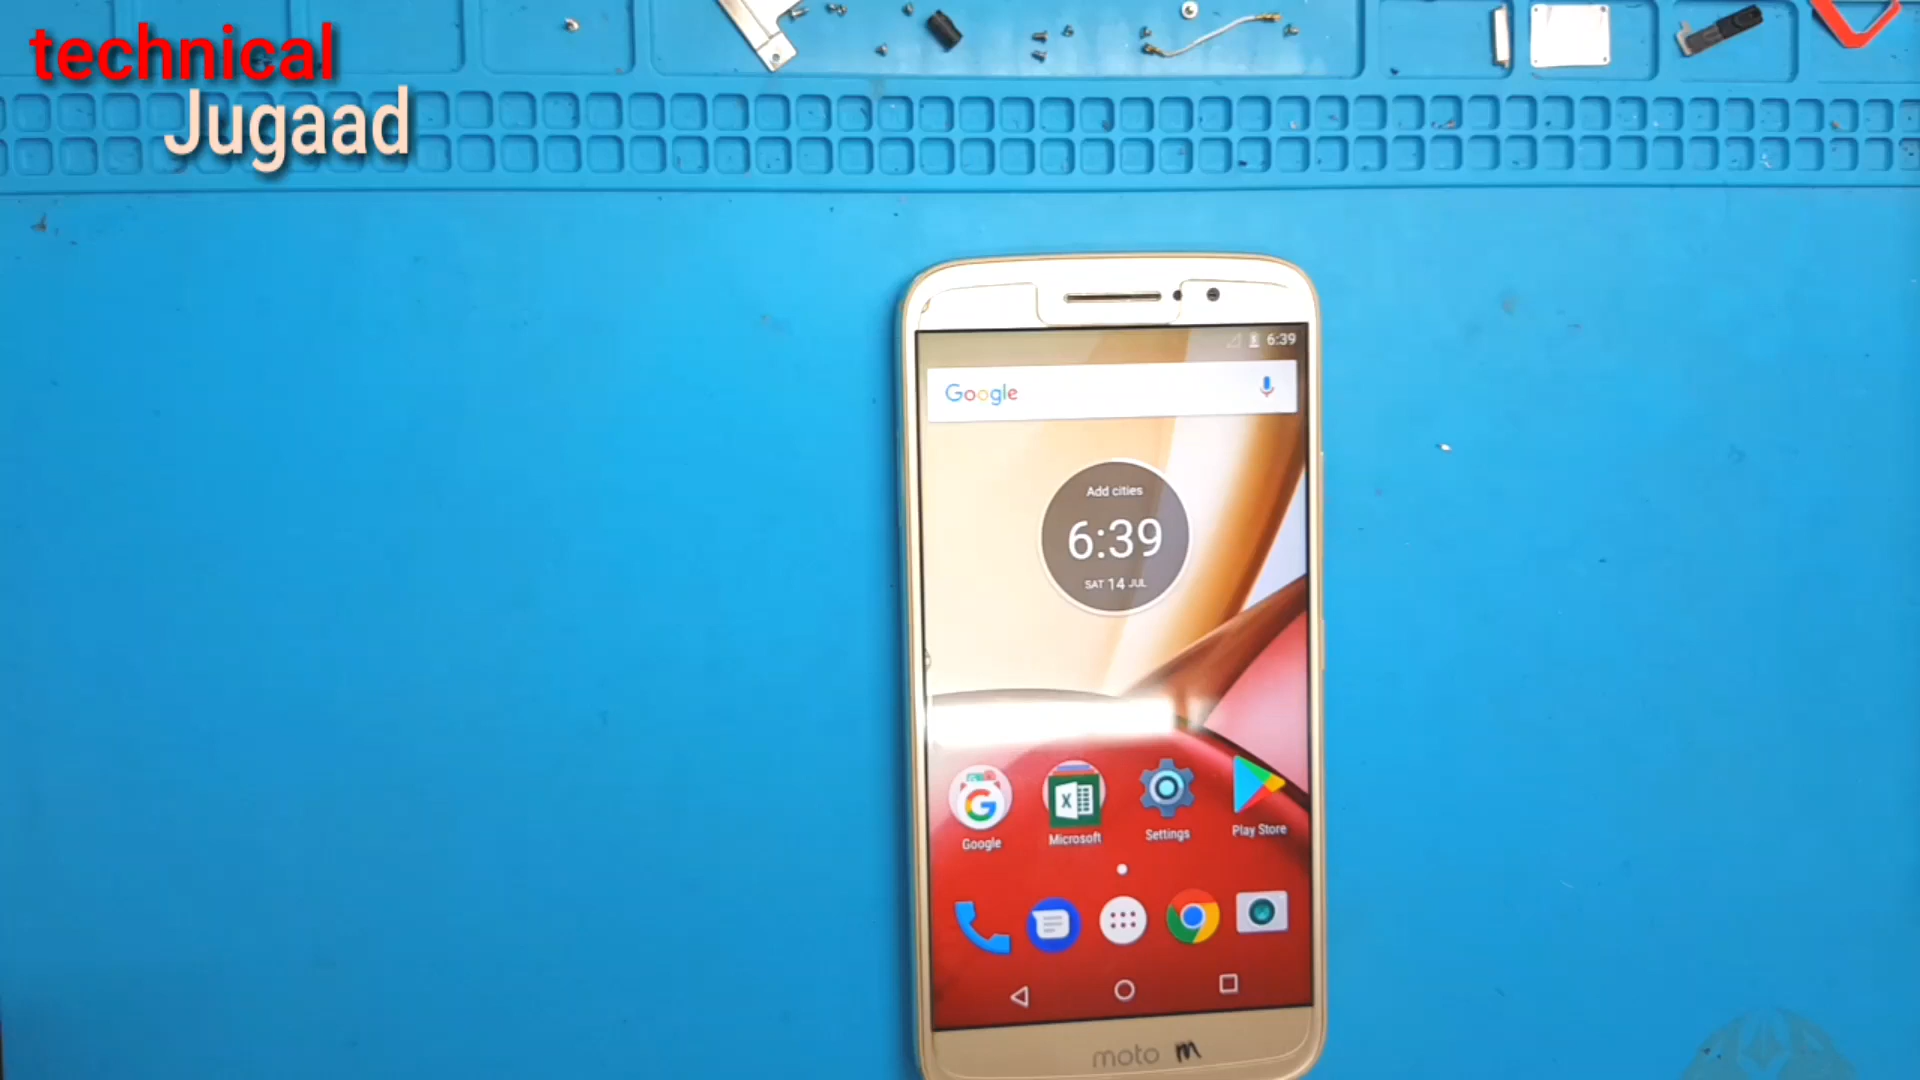 technical
Jugaad
6:39
Google
Add cities
6:39
SAT 14 JUL
Google
Microsoft
Settings
Play Store
moto m